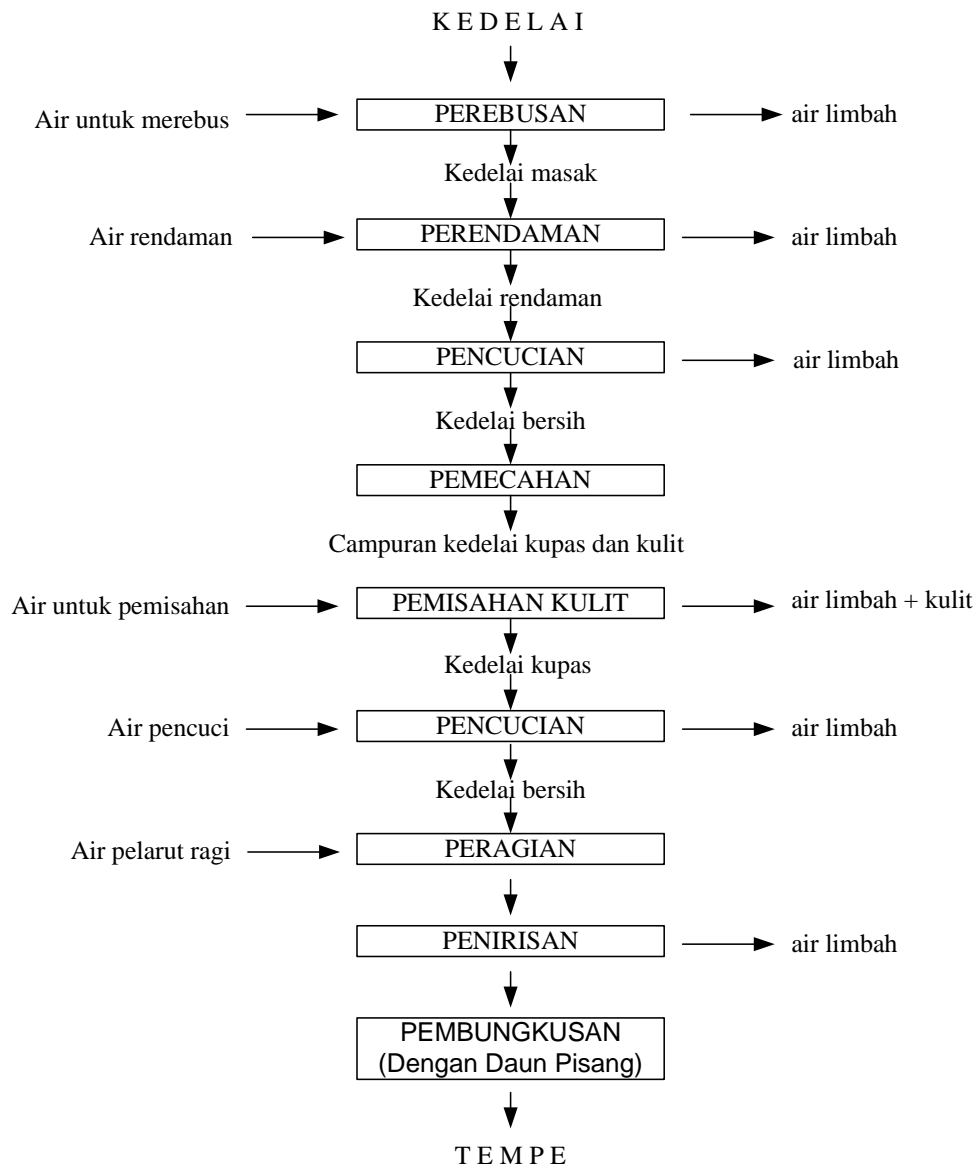 K E D E L A I
Air untuk merebus
PEREBUSAN
air limbah
Kedelai masak
Air rendaman
PERENDAMAN
air limbah
Kedelai rendaman
PENCUCIAN
air limbah
Kedelai bersih
PEMECAHAN
Campuran kedelai kupas dan kulit
Air untuk pemisahan
PEMISAHAN KULIT
air limbah + kulit
Kedelai kupas
Air pencuci
PENCUCIAN
air limbah
Kedelai bersih
Air pelarut ragi
PERAGIAN
PENIRISAN
air limbah
PEMBUNGKUSAN
(Dengan Daun Pisang)
T E M P E